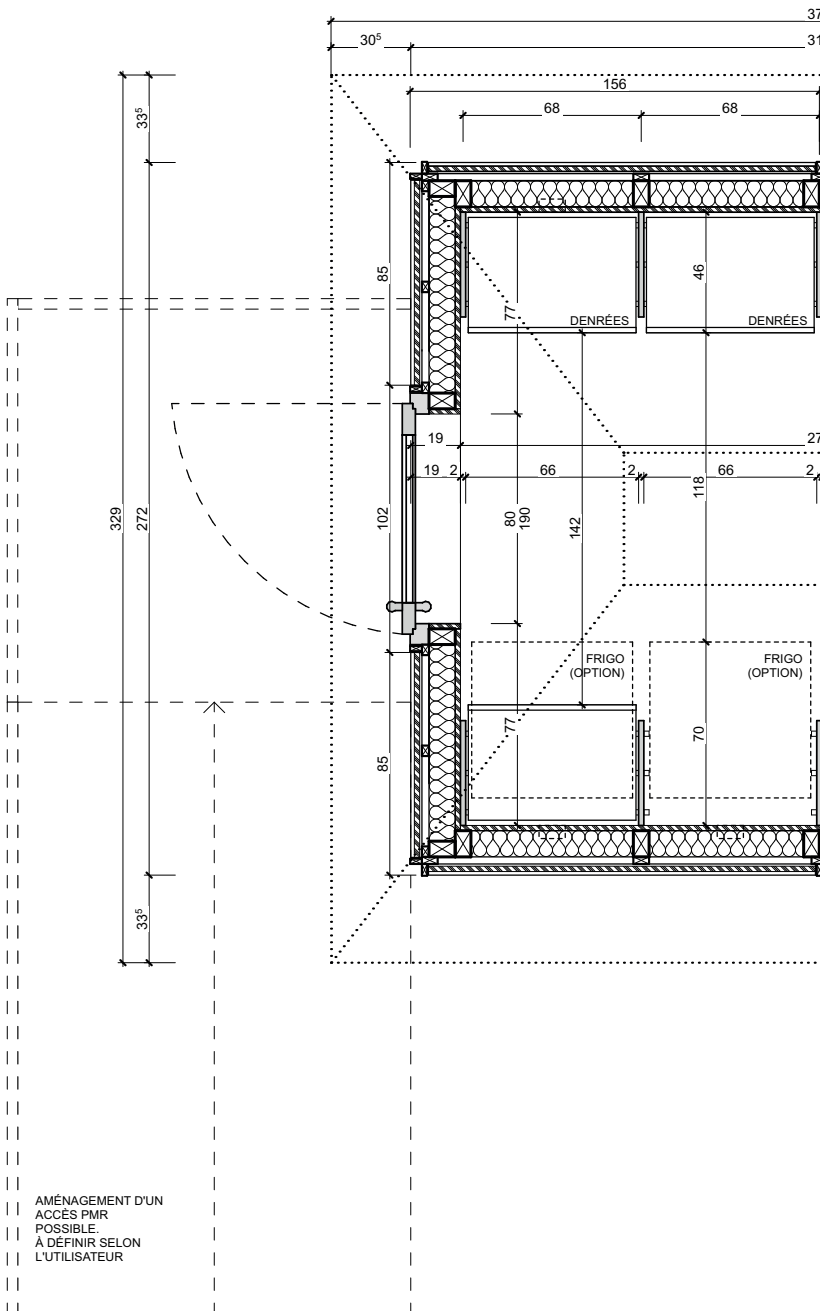 37
30⁵
31
156
68
68
33⁵
85
77
46
DENRÉES
DENRÉES
19
27
19
2
66
2
66
2
329
272
102
80
190
142
118
FRIGO
(OPTION)
FRIGO
(OPTION)
85
77
70
33⁵
AMÉNAGEMENT D'UN
ACCÈS PMR
POSSIBLE.
À DÉFINIR SELON
L'UTILISATEUR